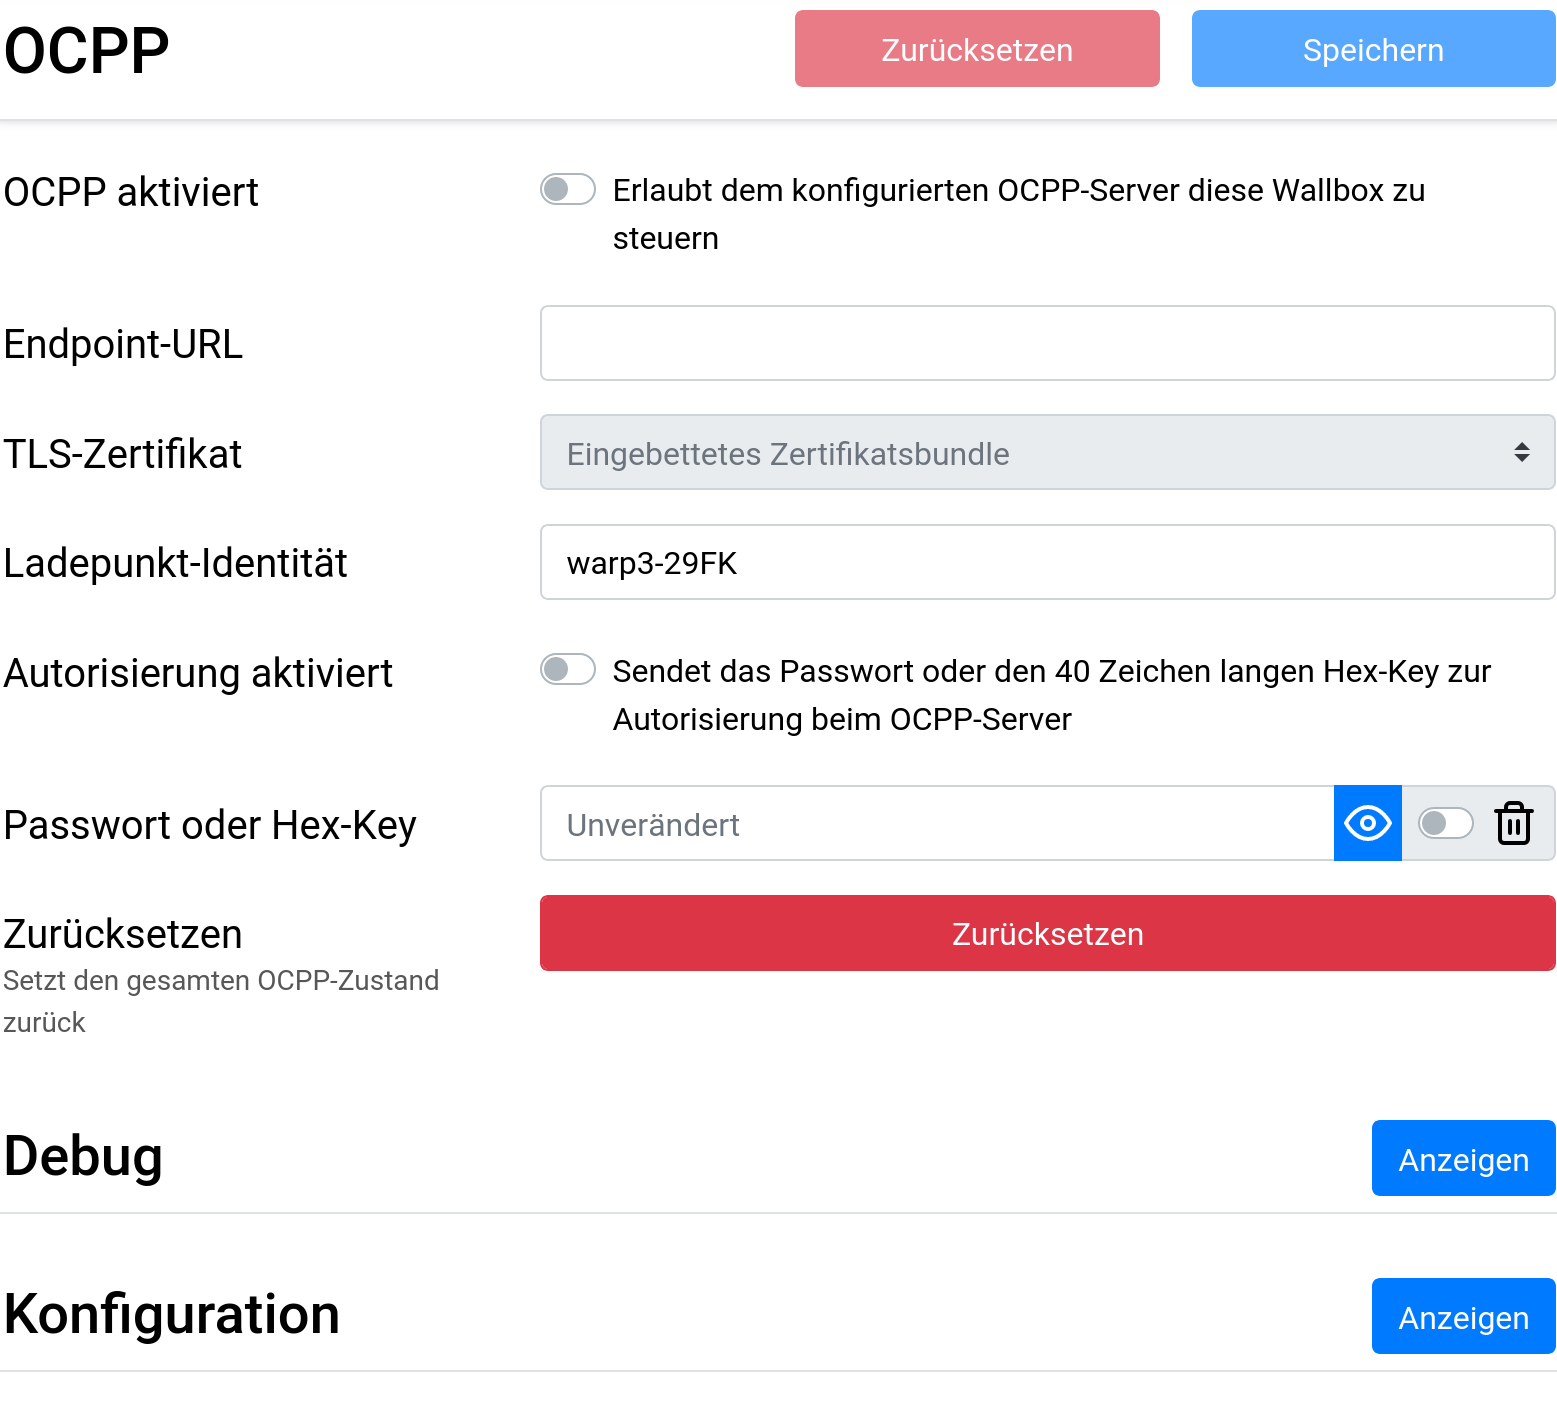 OCPP
Zurücksetzen
Speichern
OCPP aktiviert
Erlaubt dem konfigurierten OCPP-Server diese Wallbox zu
steuern
Endpoint-URL
TLS-Zertifikat
Eingebettetes Zertifikatsbundle
Ladepunkt-Identität
warp3-29FK
Autorisierung aktiviert
Sendet das Passwort oder den 40 Zeichen langen Hex-Key zur
Autorisierung beim OCPP-Server
Passwort oder Hex-Key
Unverändert
Zurücksetzen
Setzt den gesamten OCPP-Zustand
zurück
Zurücksetzen
Debug
Anzeigen
Konfiguration
Anzeigen